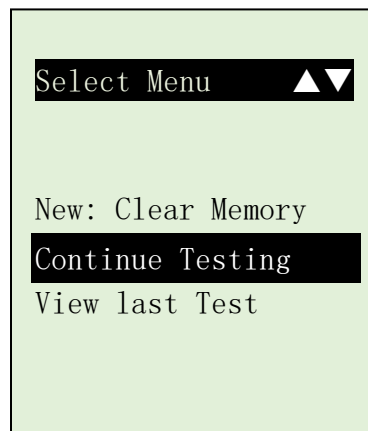 Select Menu ▲▼
New: Clear Memory
Continue Testing
View last Test